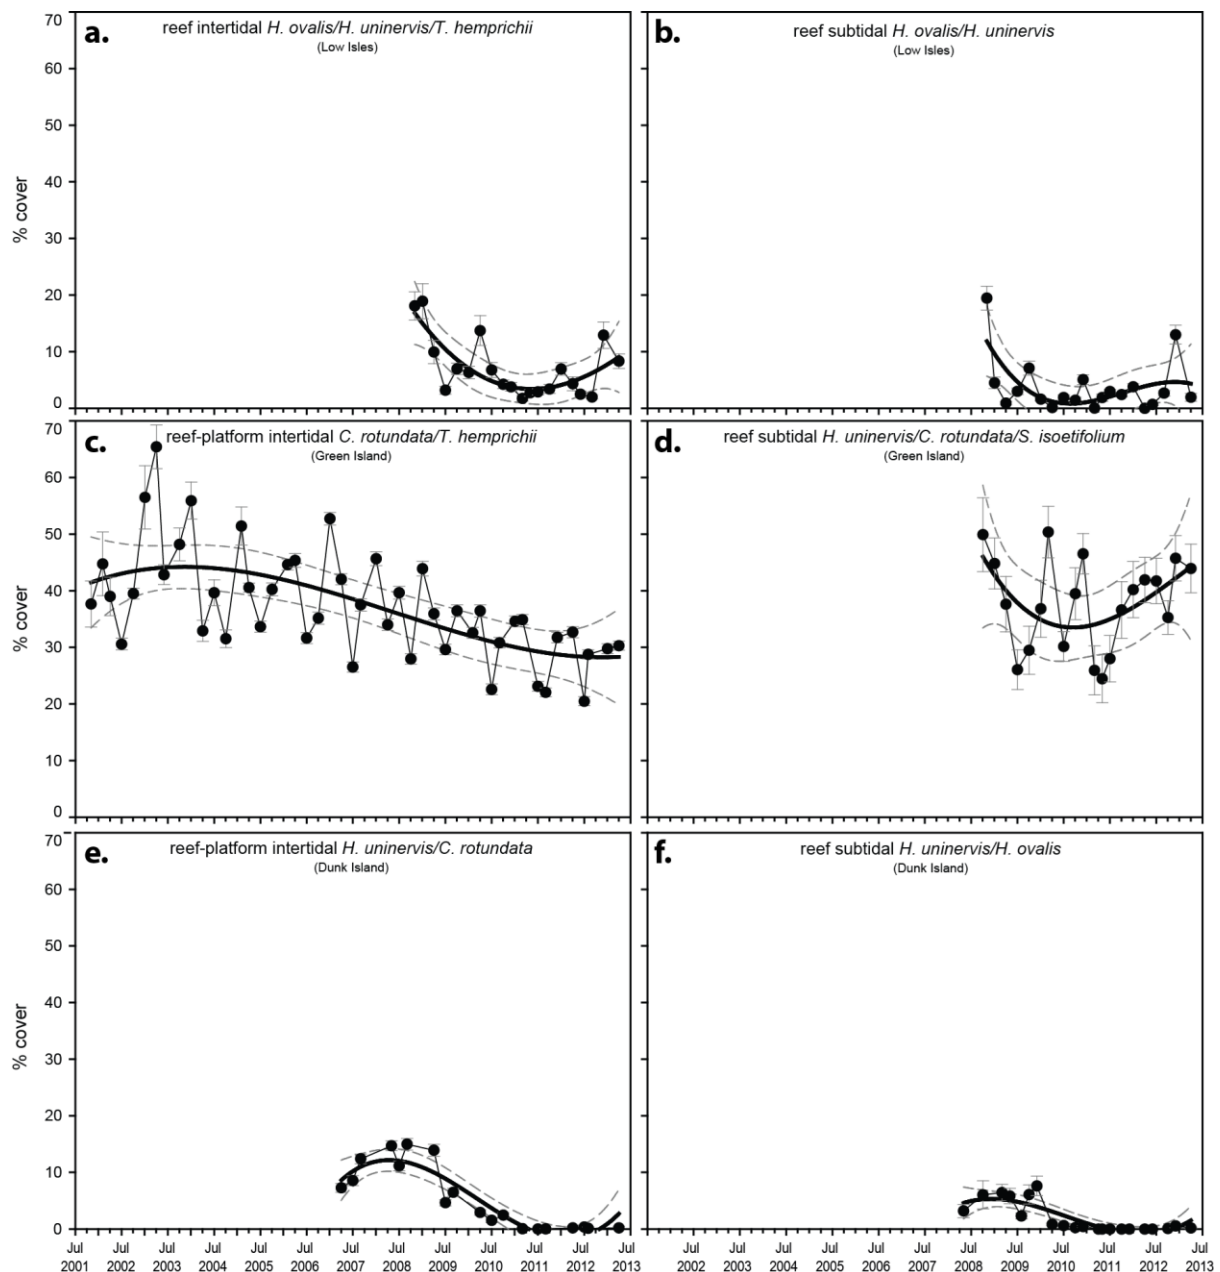 a.
reef intertidal H. ovalis/H. uninervis/T. hemprichii
(Low Isles)
b.
reef subtidal H. ovalis/H. uninervis
(Low Isles)
70
60
50
40
30
20
10
0
% cover
c.
reef-platform intertidal C. rotundata/T. hemprichii
(Green Island)
d.
reef subtidal H. uninervis/C. rotundata/S. isoetifolium
(Green Island)
70
60
50
40
30
20
10
0
% cover
e.
reef-platform intertidal H. uninervis/C. rotundata
(Dunk Island)
f.
reef subtidal H. uninervis/H. ovalis
(Dunk Island)
70
60
50
40
30
20
10
0
% cover
Jul Jul Jul Jul Jul Jul Jul Jul Jul Jul Jul Jul Jul Jul Jul Jul Jul Jul Jul Jul Jul Jul Jul Jul Jul
2001 2002 2003 2004 2005 2006 2007 2008 2009 2010 2011 2012 2013 2002 2003 2004 2005 2006 2007 2008 2009 2010 2011 2012 2013